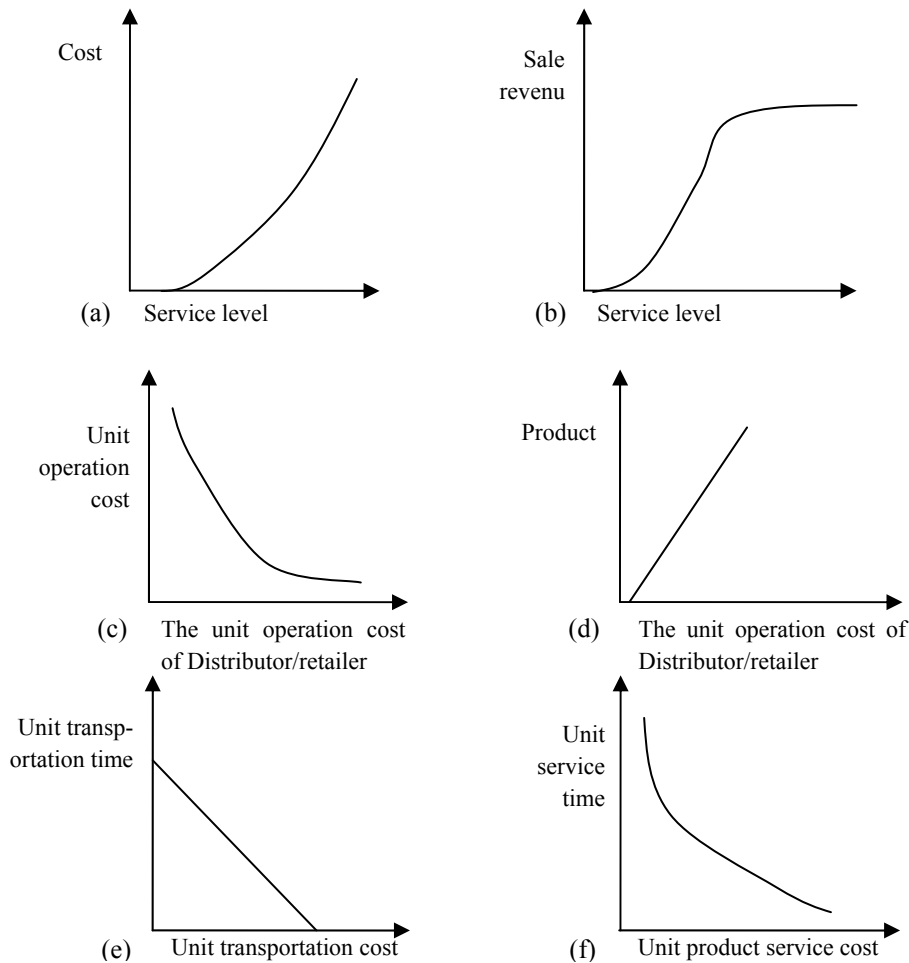 Cost
Sale
revenu
(a) Service level
(b) Service level
Unit
operation
cost
Product
(c) The unit operation cost
of Distributor/retailer
(d) The unit operation cost of
Distributor/retailer
Unit transp-
ortation time
Unit
service
time
(e) Unit transportation cost
(f) Unit product service cost